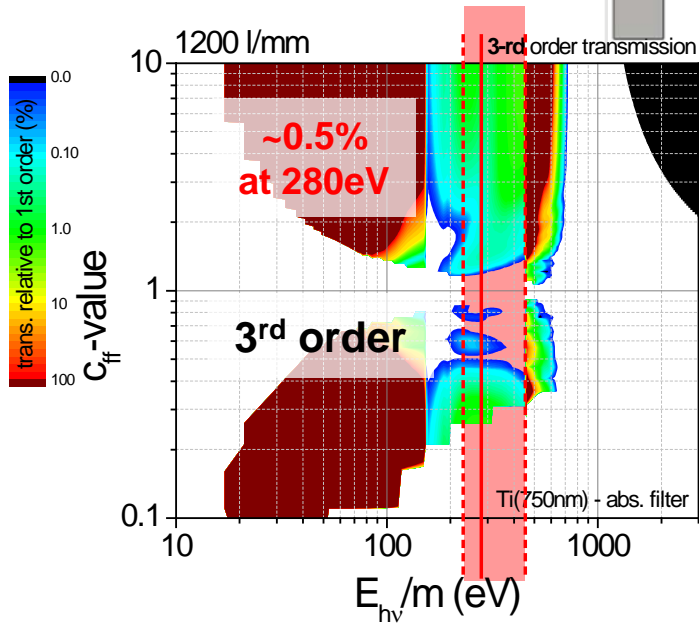 1200 l/mm
3-rd order transmission
10
1
0.1
c_ff-value
0.0
0.10
1.0
10
100
trans. relative to 1st order (%)
~0.5%
at 280eV
3rd order
Ti(750nm) - abs. filter
10
100
1000
E_hν/m (eV)